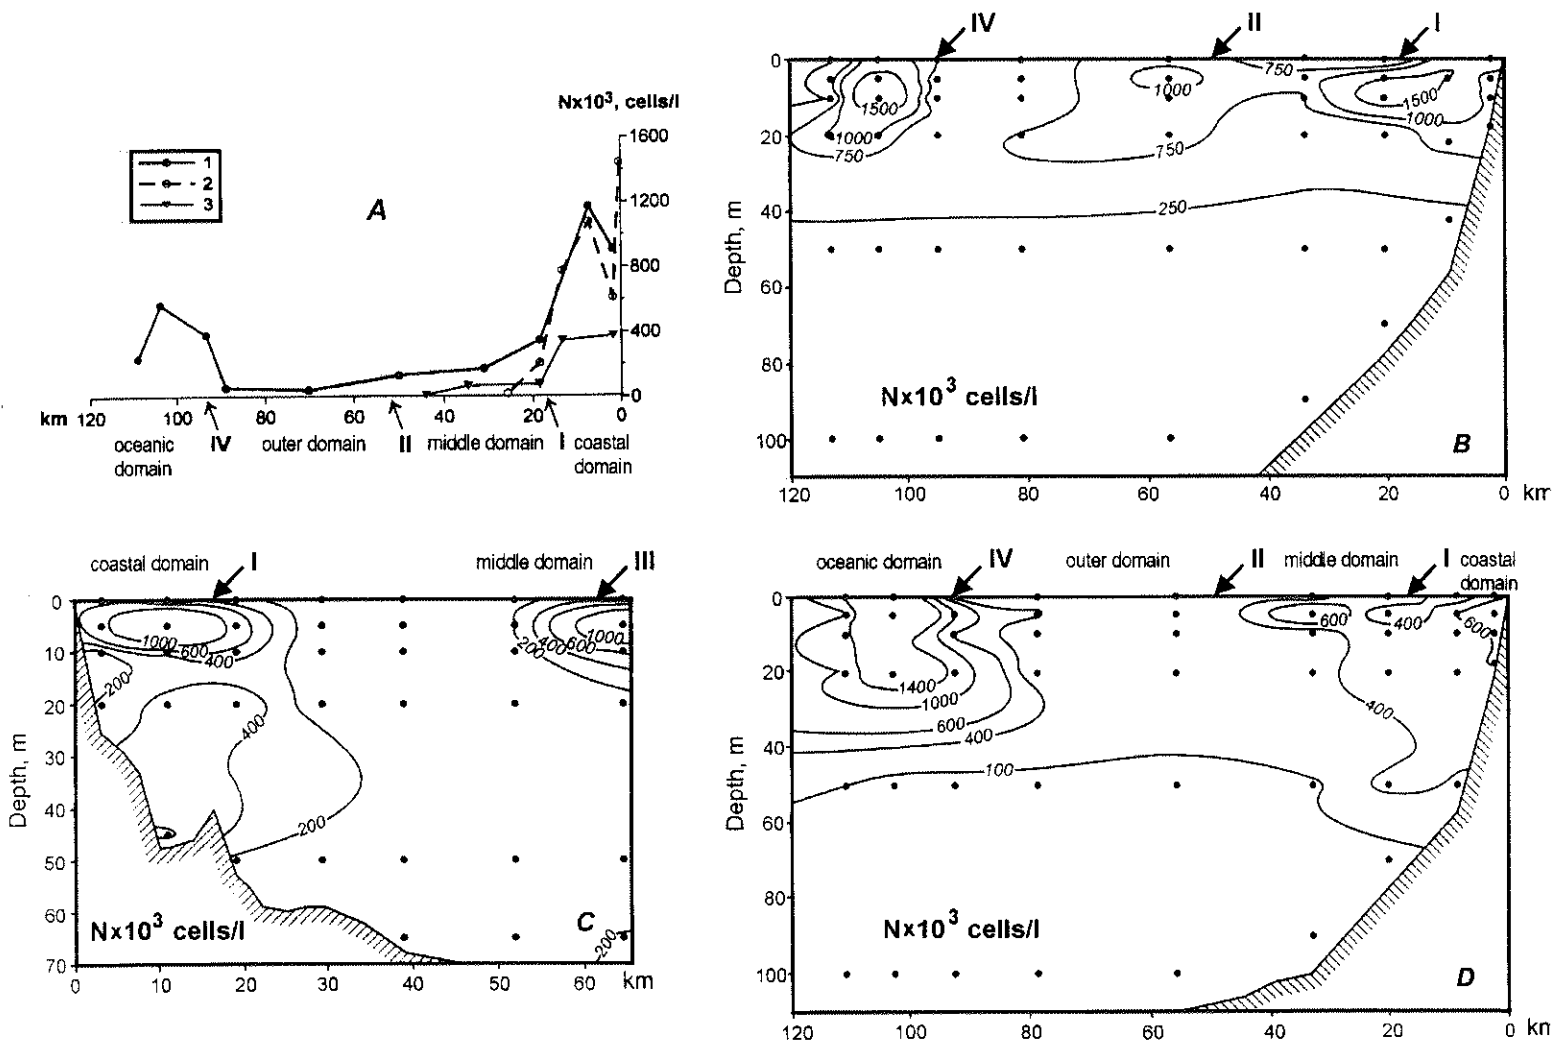 Nx10³, cells/l
1600
1200
800
400
0
1
2
3
A
km 120 100 80 60 40 20 0
oceanic domain IV outer domain II middle domain I coastal domain
IV II I
0
20
40
60
80
100
Depth, m
750
1000
1500
1000
1500
1000
750
750
250
Nx10³ cells/l
B
120 100 80 60 40 20 0 km
coastal domain I middle domain III
0
10
20
30
40
50
60
70
Depth, m
1000 600 400
200
400
200
200 400 600 1000
200
Nx10³ cells/l
C
0 10 20 30 40 50 60 km
oceanic domain IV outer domain II middle domain I coastal domain
0
20
40
60
80
100
Depth, m
1400
1000
600
400
100
600
400
600
400
Nx10³ cells/l
D
120 100 80 60 40 20 0